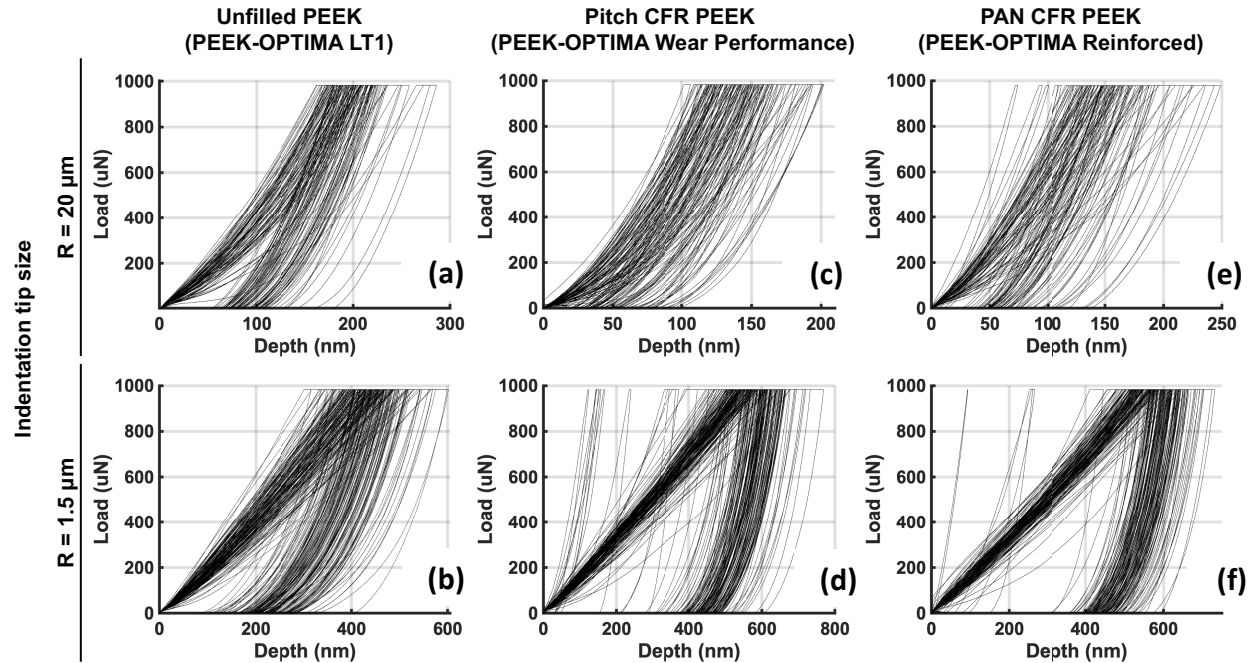 Unfilled PEEK
(PEEK-OPTIMA LT1)
Pitch CFR PEEK
(PEEK-OPTIMA Wear Performance)
PAN CFR PEEK
(PEEK-OPTIMA Reinforced)
Indentation tip size
R = 20 μm
1000
800
600
400
200
Load (uN)
(a)
0
100
200
300
Depth (nm)
1000
800
600
400
200
0
Load (uN)
(c)
0
50
100
150
200
Depth (nm)
1000
800
600
400
200
0
Load (uN)
(e)
0
50
100
150
200
250
Depth (nm)
R = 1.5 μm
1000
800
600
400
200
0
Load (uN)
(b)
0
200
400
600
Depth (nm)
1000
800
600
400
200
0
Load (uN)
(d)
0
200
400
600
800
Depth (nm)
1000
800
600
400
200
0
Load (uN)
(f)
0
200
400
600
Depth (nm)